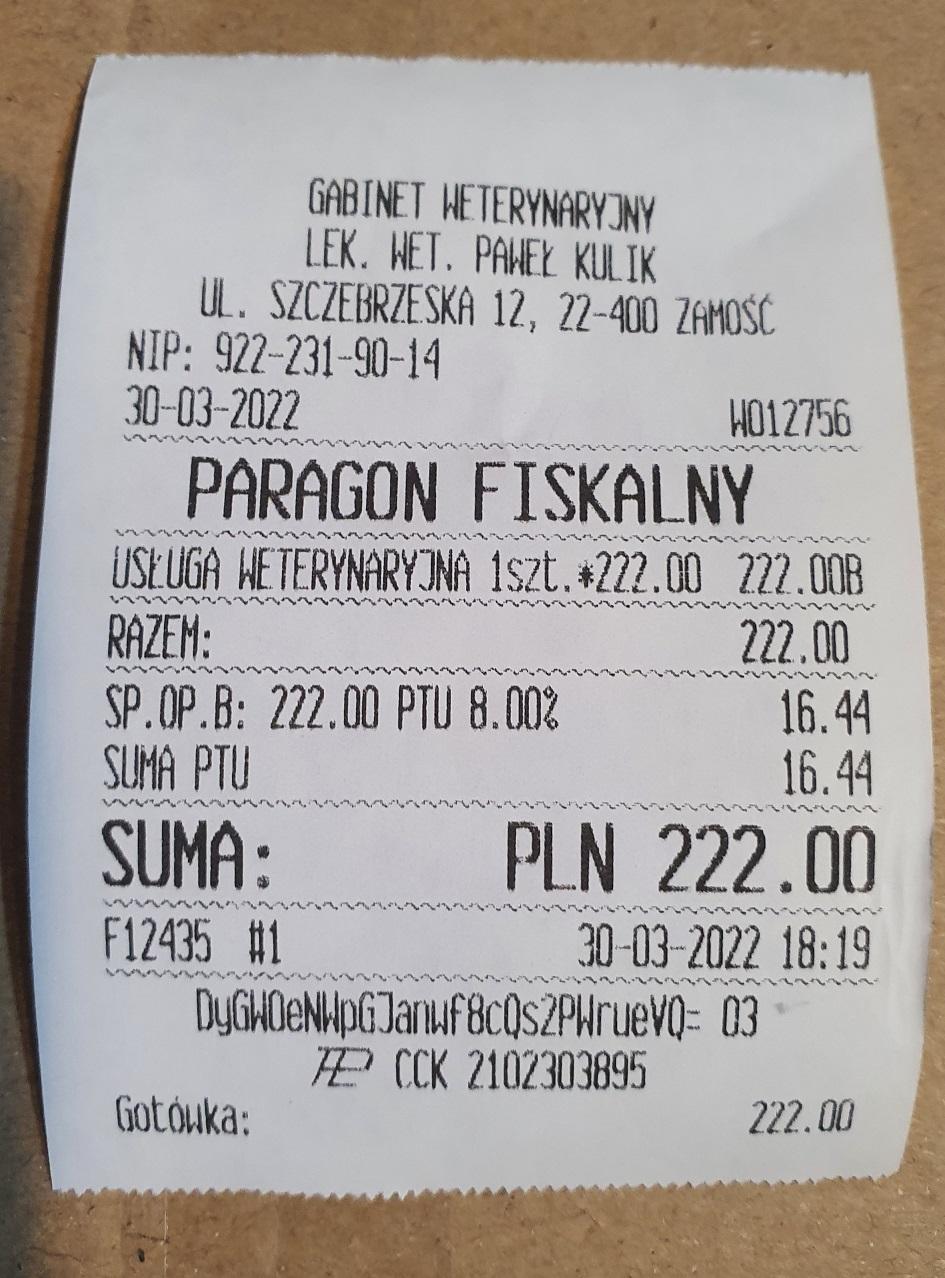 GABINET WETERYNARYJNY
LEK. WET. PAWEŁ KULIK
UL. SZCZEBRZESKA 12, 22-400 ZAMOŚĆ
NIP: 922-231-90-14
30-03-2022 W012756
PARAGON FISKALNY
USŁUGA WETERYNARYJNA 1szt.*222.00 222.00B
RAZEM: 222.00
SP.OP.B: 222.00 PTU 8.00% 16.44
SUMA PTU 16.44
SUMA: PLN 222.00
F12435 #1 30-03-2022 18:19
DyGWOeNWpGJanwf8cQs2PWrueVQ= 03
CCK 2102303895
Gotówka: 222.00